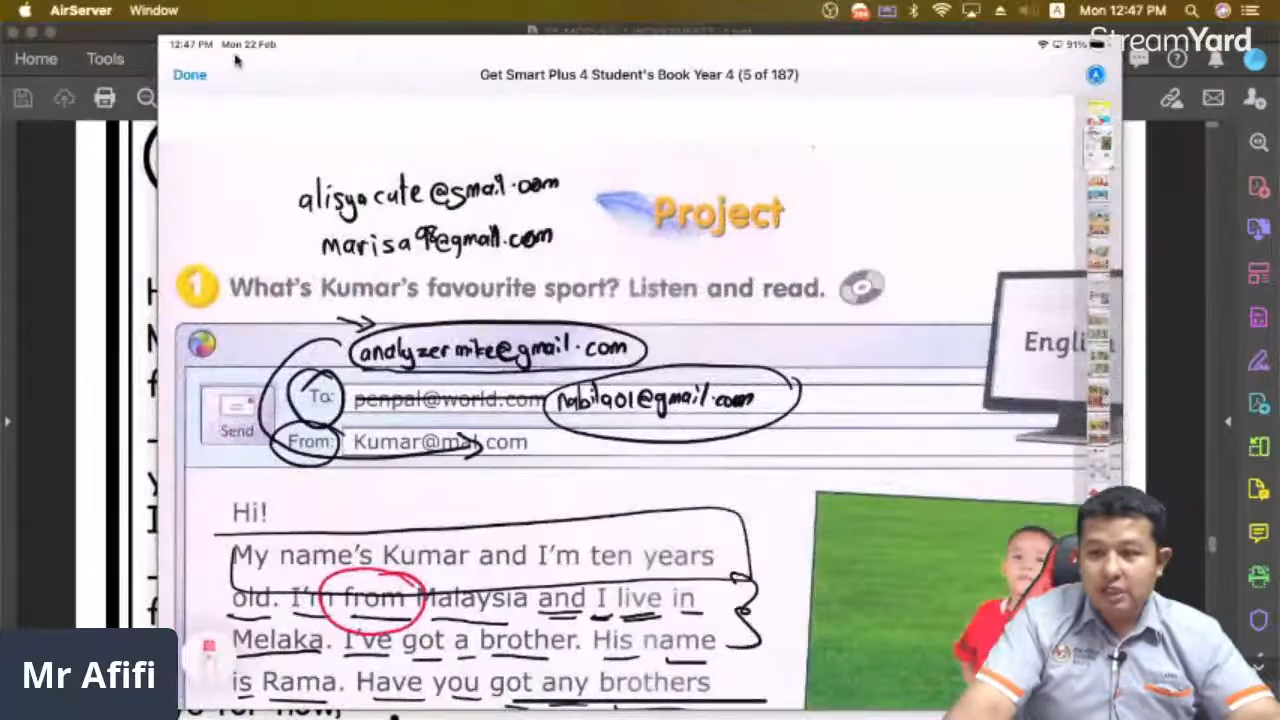 AirServer Window
Mon 12:47 PM
StreamYard
Home Tools
12:47 PM Mon 22 Feb
91%
Done
Get Smart Plus 4 Student's Book Year 4 (5 of 187)
alisyacute@gmail.com
marisa98@gmail.com
Project
1 What's Kumar's favourite sport? Listen and read.
analyzermike@gmail.com
Engli
Send
To: penpal@world.com nabila01@gmail.com
From: Kumar@mal.com
Hi!
My name's Kumar and I'm ten years
old. I'm from Malaysia and I live in
Melaka. I've got a brother. His name
is Rama. Have you got any brothers
Mr Afifi